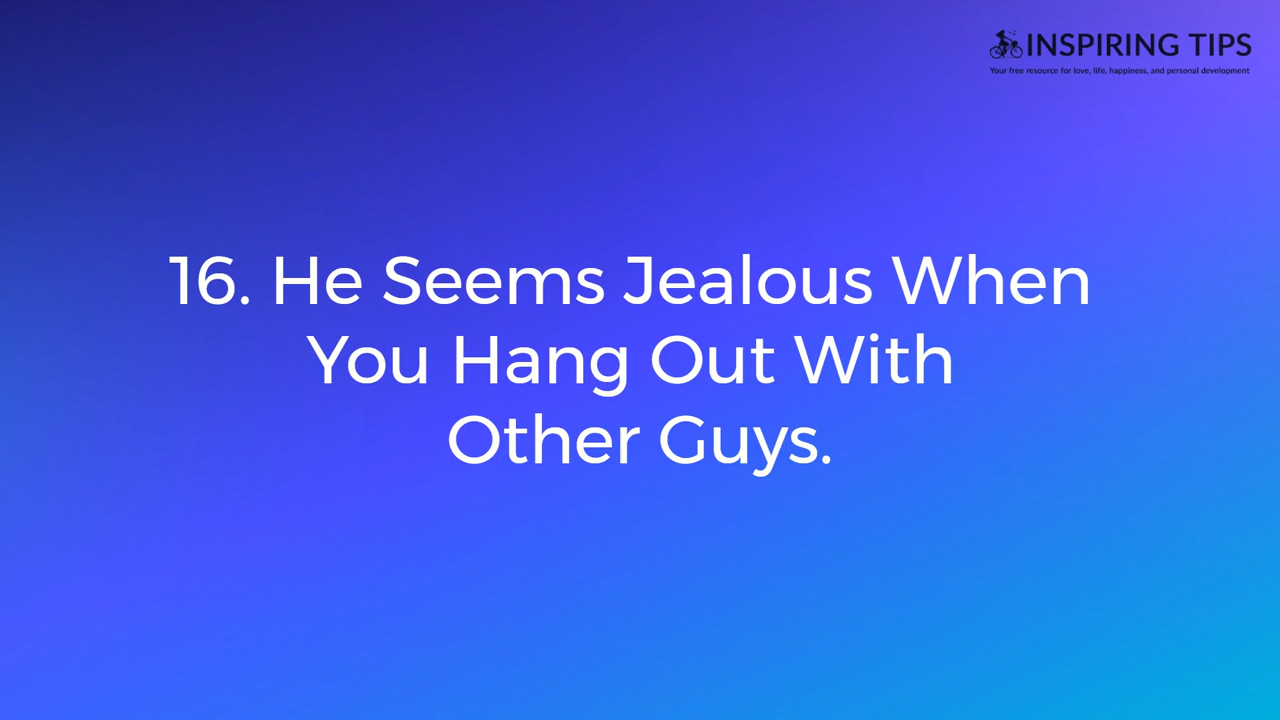 INSPIRING TIPS
Your free resource for love, life, happiness, and personal development
16. He Seems Jealous When
You Hang Out With
Other Guys.